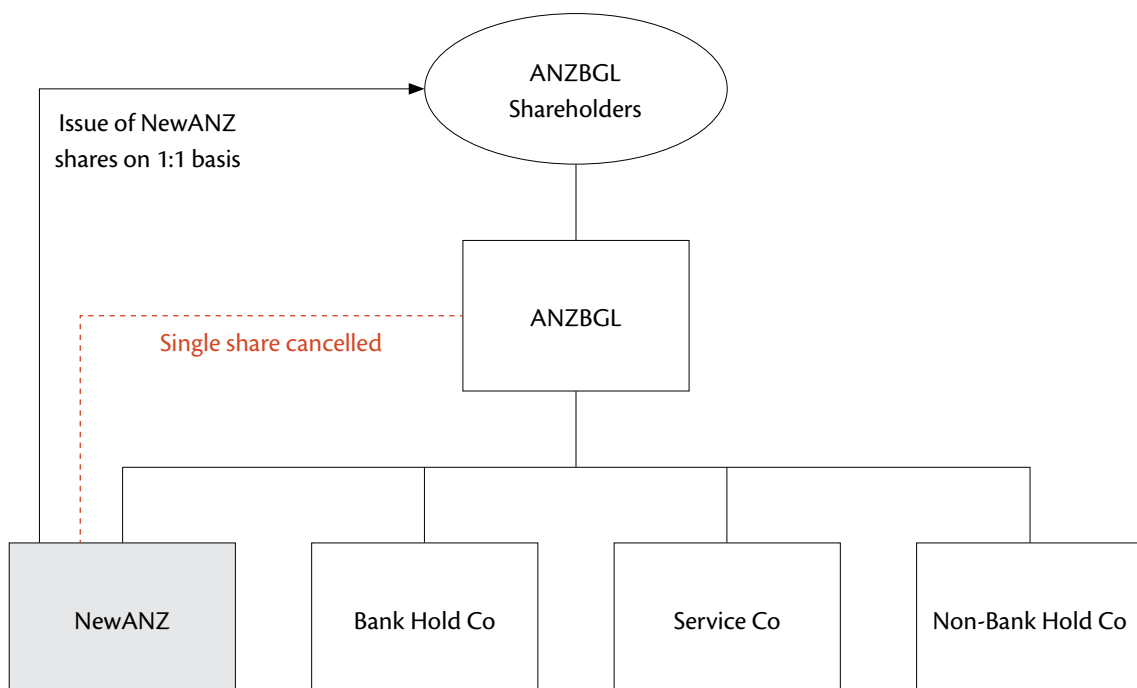 ANZBGL
Shareholders
Issue of NewANZ
shares on 1:1 basis
ANZBGL
Single share cancelled
NewANZ
Bank Hold Co
Service Co
Non-Bank Hold Co